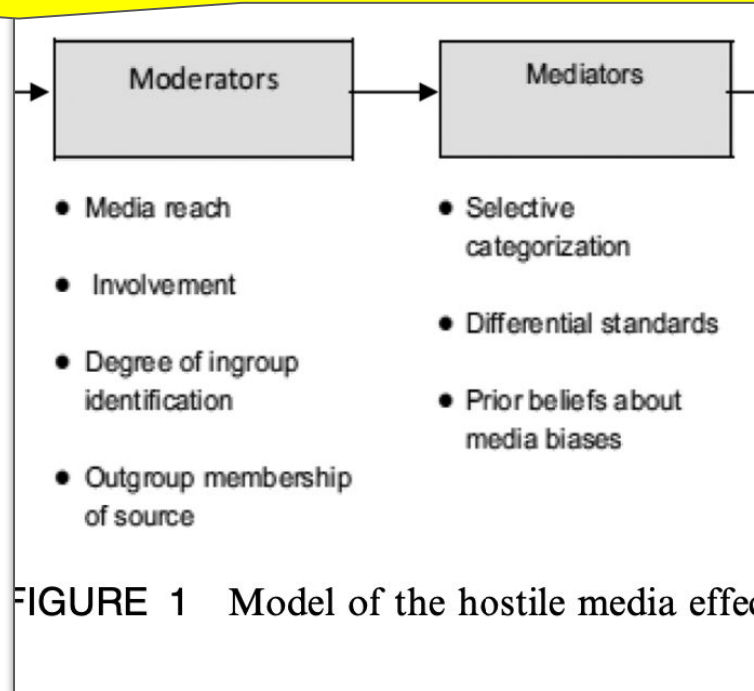 Moderators
● Media reach
● Involvement
● Degree of ingroup
identification
● Outgroup membership
of source
Mediators
● Selective
categorization
● Differential standards
● Prior beliefs about
media biases
FIGURE 1 Model of the hostile media effec